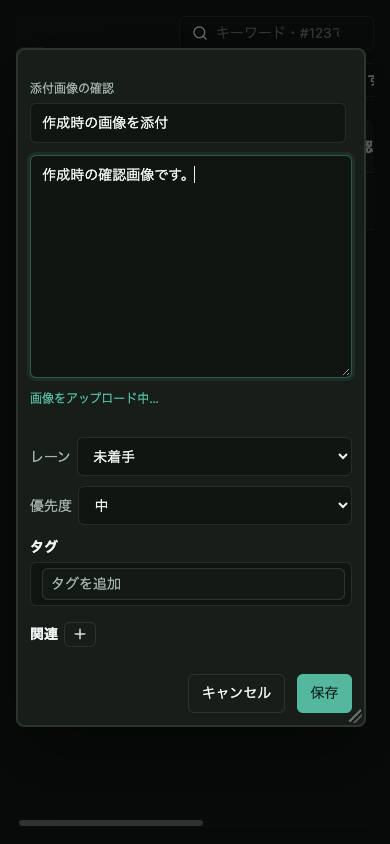 キーワード・#123
添付画像の確認
作成時の画像を添付
作成時の確認画像です。
画像をアップロード中...
レーン 未着手
優先度 中
タグ
タグを追加
関連 +
キャンセル 保存